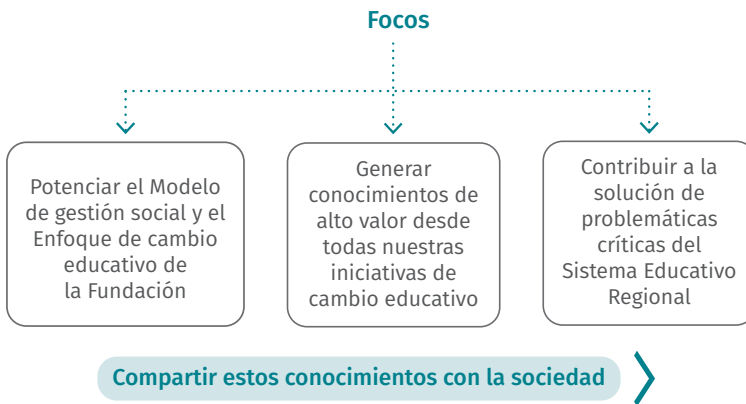 Focos
Potenciar el Modelo
de gestión social y el
Enfoque de cambio
educativo de
la Fundación
Generar
conocimientos de
alto valor desde
todas nuestras
iniciativas de
cambio educativo
Contribuir a la
solución de
problemáticas
críticas del
Sistema Educativo
Regional
Compartir estos conocimientos con la sociedad